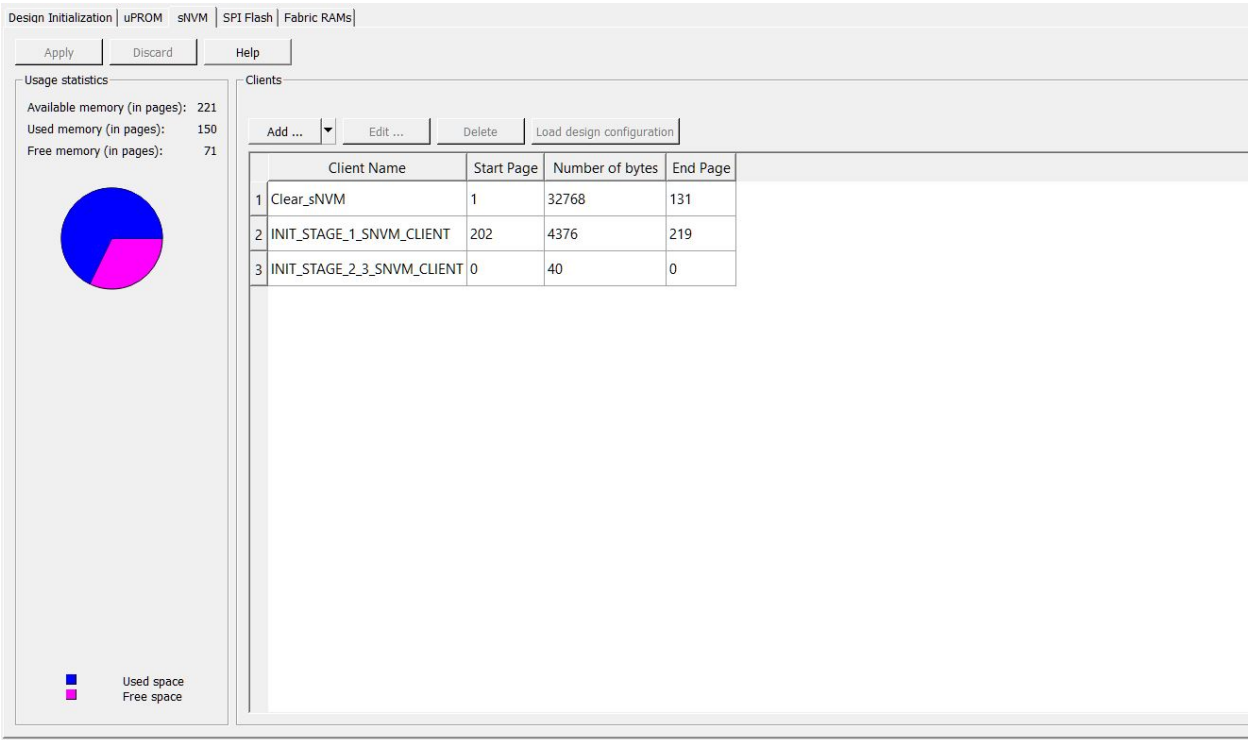 Design Initialization uPROM sNVM SPI Flash Fabric RAMs
Apply Discard Help
Usage statistics
Available memory (in pages): 221
Used memory (in pages): 150
Free memory (in pages): 71
Used space
Free space
Clients
Add ... Edit ... Delete Load design configuration
Client Name Start Page Number of bytes End Page
1 Clear_sNVM 1 32768 131
2 INIT_STAGE_1_SNVM_CLIENT 202 4376 219
3 INIT_STAGE_2_3_SNVM_CLIENT 0 40 0